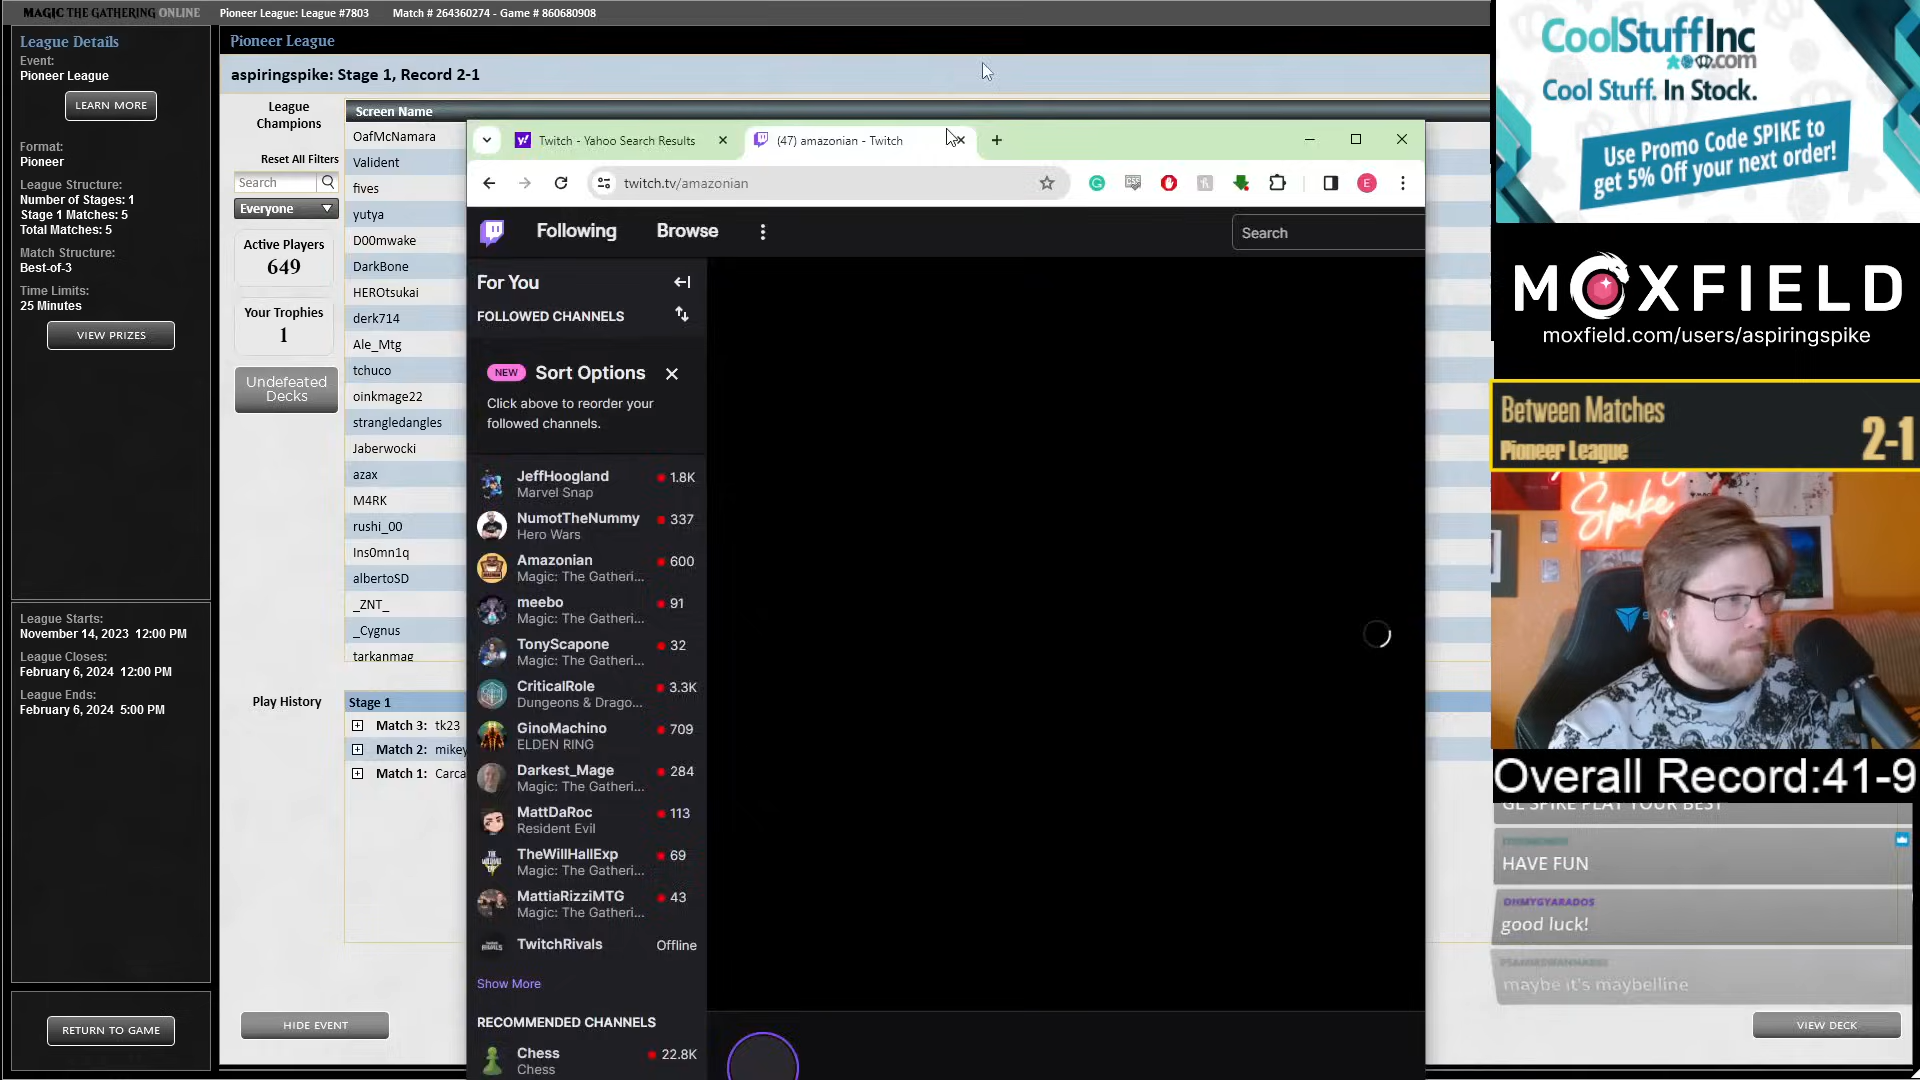 MAGIC THE GATHERING ONLINE
Pioneer League: League #7803
Match # 264360274 - Game # 860680908
League Details
Event:
Pioneer League
LEARN MORE
Format:
Pioneer
League Structure:
Number of Stages: 1
Stage 1 Matches: 5
Total Matches: 5
Match Structure:
Best-of-3
Time Limits:
25 Minutes
VIEW PRIZES
League Starts:
November 14, 2023 12:00 PM
League Closes:
February 6, 2024 12:00 PM
League Ends:
February 6, 2024 5:00 PM
RETURN TO GAME
Pioneer League
aspiringspike: Stage 1, Record 2-1
League
Champions
Reset All Filters
Search
Everyone
Active Players
649
Your Trophies
1
Undefeated
Decks
Screen Name
OafMcNamara
Valident
fives
yutya
D00mwake
DarkBone
HEROtsukai
derk714
Ale_Mtg
tchuco
oinkmage22
strangledangles
Jaberwocki
azax
M4RK
rushi_00
Ins0mn1q
albertoSD
_ZNT_
_Cygnus
tarkanmag
Play History
Stage 1
Match 3: tk23
Match 2: mikey
Match 1: Carca
HIDE EVENT
VIEW DECK
y!
Twitch - Yahoo Search Results
(47) amazonian - Twitch
twitch.tv/amazonian
E
Following
Browse
Search
For You
FOLLOWED CHANNELS
NEW
Sort Options
Click above to reorder your
followed channels.
JeffHoogland
1.8K
Marvel Snap
NumotTheNummy
337
Hero Wars
Amazonian
600
Magic: The Gatheri...
meebo
91
Magic: The Gatheri...
TonyScapone
32
Magic: The Gatheri...
CriticalRole
3.3K
Dungeons & Drago...
GinoMachino
709
ELDEN RING
Darkest_Mage
284
Magic: The Gatheri...
MattDaRoc
113
Resident Evil
TheWillHallExp
69
Magic: The Gatheri...
MattiaRizziMTG
43
Magic: The Gatheri...
TwitchRivals
Offline
Show More
RECOMMENDED CHANNELS
Chess
22.8K
Chess
CoolStuffInc
.com
Cool Stuff. In Stock.
Use Promo Code SPIKE to
get 5% Off your next order!
MOXFIELD
moxfield.com/users/aspiringspike
Between Matches
Pioneer League
2-1
Spike
Overall Record:41-9
GL SPIKE PLAY YOUR BEST
HAVE FUN
OHMYGYARADOS
good luck!
maybe it's maybelline